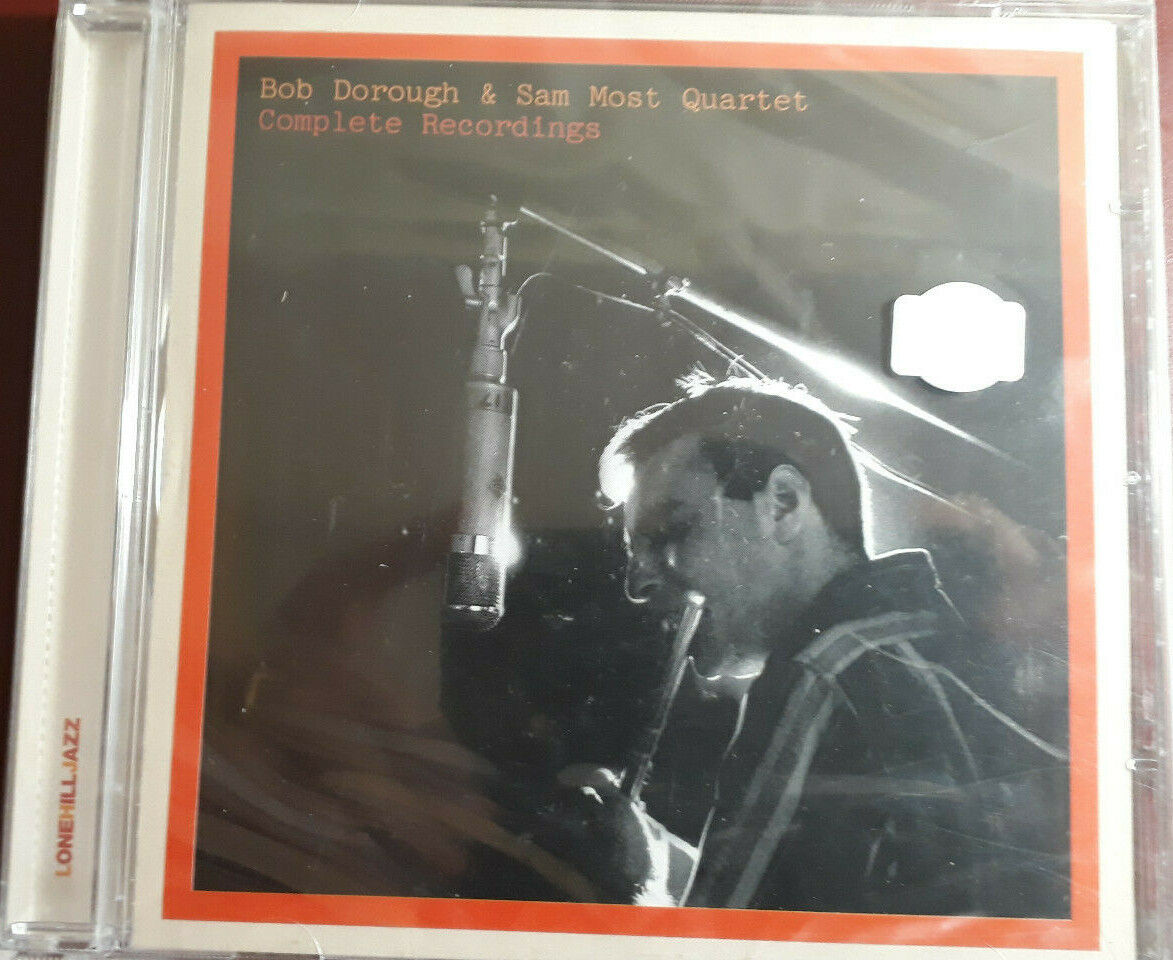 Bob Dorough & Sam Most Quartet
Complete Recordings
LONEHILLJAZZ